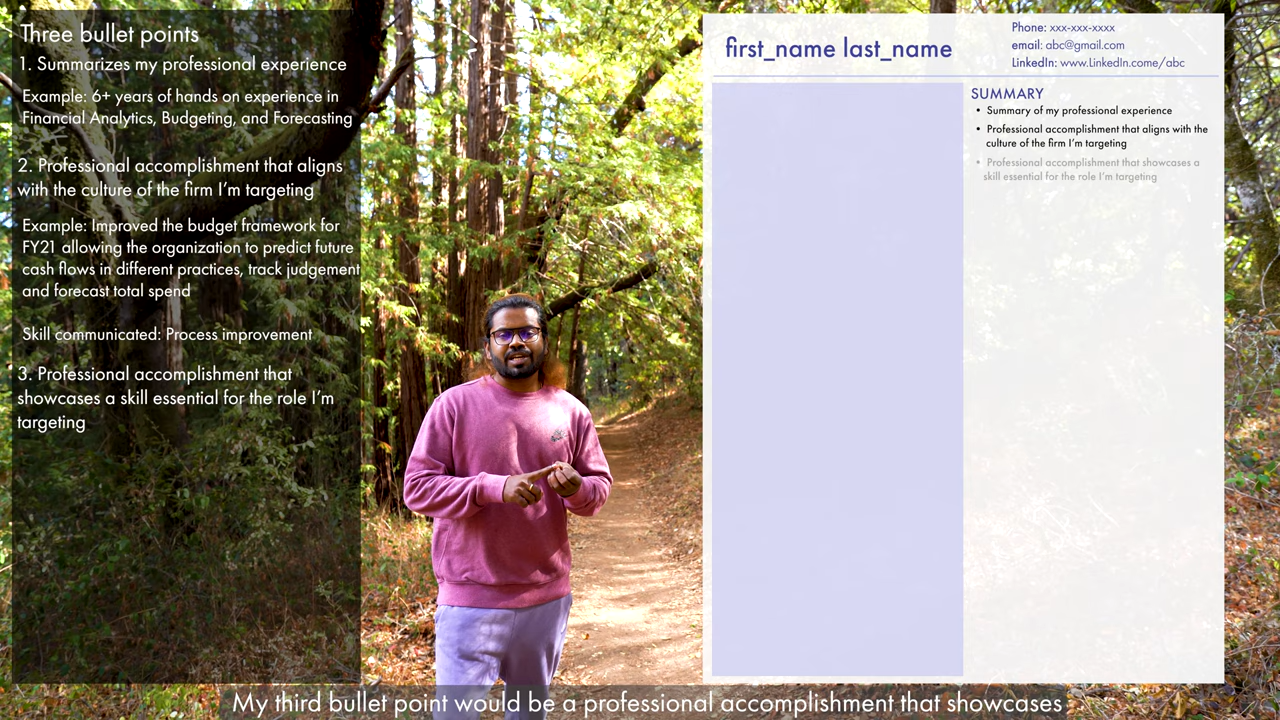 Three bullet points
1. Summarizes my professional experience
Example: 6+ years of hands on experience in
Financial Analytics, Budgeting, and Forecasting
2. Professional accomplishment that aligns
with the culture of the firm I'm targeting
Example: Improved the budget framework for
FY21 allowing the organization to predict future
cash flows in different practices, track judgement
and forecast total spend
Skill communicated: Process improvement
3. Professional accomplishment that
showcases a skill essential for the role I'm
targeting
first_name last_name
Phone: xxx-xxx-xxxx
email: abc@gmail.com
LinkedIn: www.LinkedIn.come/abc
SUMMARY
• Summary of my professional experience
• Professional accomplishment that aligns with the
culture of the firm I'm targeting
• Professional accomplishment that showcases a
skill essential for the role I'm targeting
My third bullet point would be a professional accomplishment that showcases